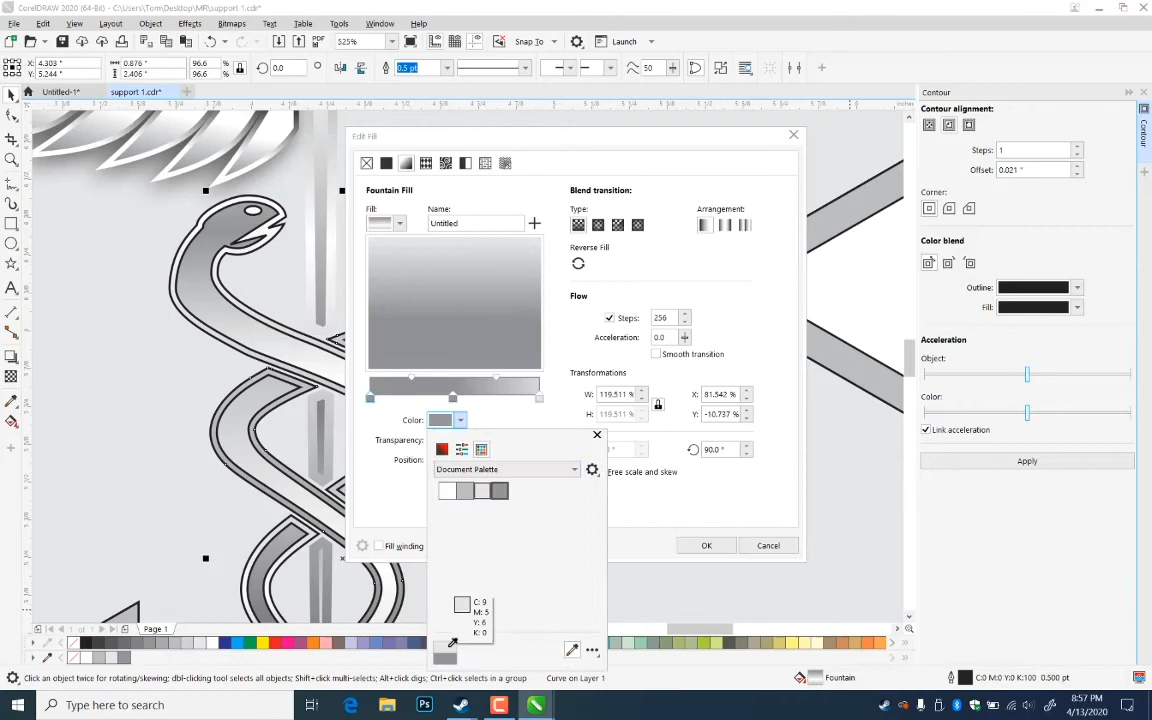 CorelDRAW 2020 (64-Bit) - C:\Users\Tom\Desktop\MR\support 1.cdr*
File Edit View Layout Object Effects Bitmaps Text Table Tools Window Help
PDF 525% Snap To Launch
X: 4.303 " 0.876 " 96.6 % 0.0 0.5 pt 50
Y: 5.244 " 2.406 " 96.6 %
Untitled-1* support 1.cdr*
inches
Edit Fill
Fountain Fill
Fill: Name:
Untitled
Color:
Transparency:
Position:
Fill winding
Blend transition:
Type: Arrangement:
Reverse Fill
Flow
Steps: 256
Acceleration: 0.0
Smooth transition
Transformations
W: 119.511 % X: 81.542 %
H: 119.511 % Y: -10.737 %
90.0 °
Free scale and skew
OK Cancel
Document Palette
C: 9
M: 5
Y: 6
K: 0
Contour
Contour alignment:
Steps: 1
Offset: 0.021 "
Corner:
Color blend
Outline:
Fill:
Acceleration
Object:
Color:
Link acceleration
Apply
Contour
1 of 1 Page 1
Click an object twice for rotating/skewing; dbl-clicking tool selects all objects; Shift+click multi-selects; Alt+click digs; Ctrl+click selects in a group Curve on Layer 1 Fountain C:0 M:0 Y:0 K:100 0.500 pt
Type here to search
8:57 PM
4/13/2020